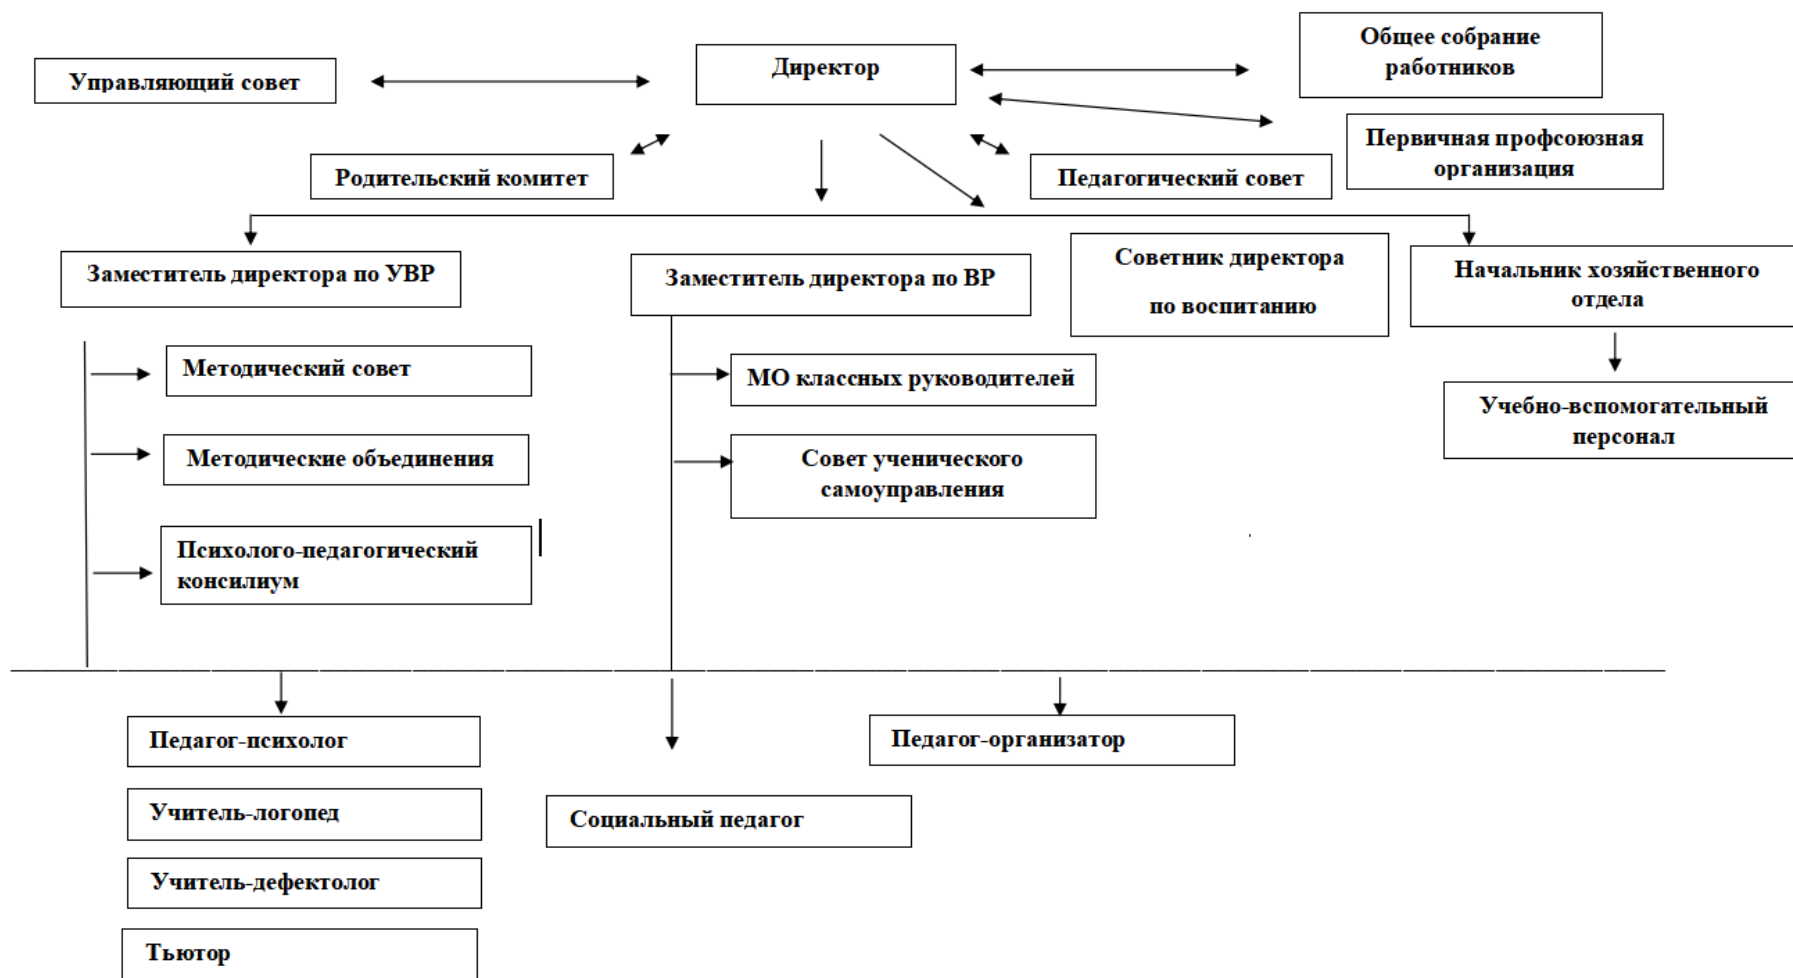 Управляющий совет
Директор
Общее собрание
работников
Родительский комитет
Педагогический совет
Первичная профсоюзная
организация
Заместитель директора по УВР
Заместитель директора по ВР
Советник директора
по воспитанию
Начальник хозяйственного
отдела
Методический совет
МО классных руководителей
Учебно-вспомогательный
персонал
Методические объединения
Совет ученического
самоуправления
Психолого-педагогический
консилиум
Педагог-психолог
Педагог-организатор
Учитель-логопед
Социальный педагог
Учитель-дефектолог
Тьютор